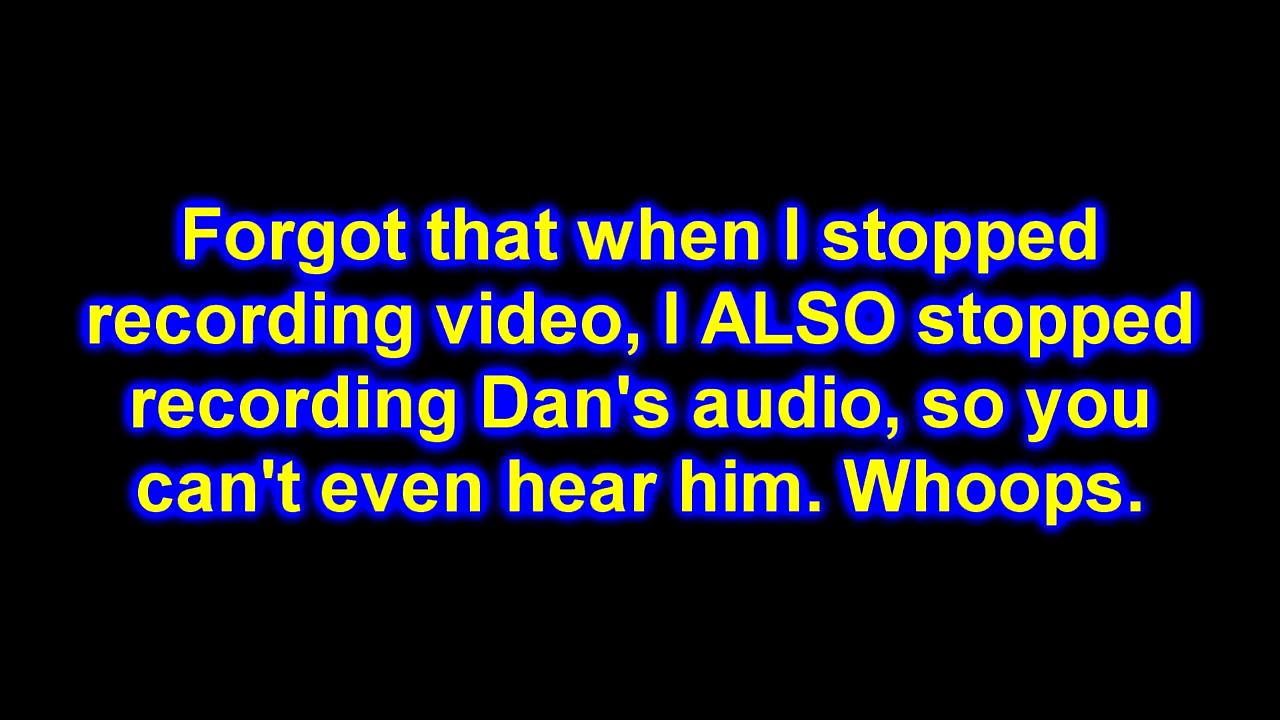 Forgot that when I stopped
recording video, I ALSO stopped
recording Dan's audio, so you
can't even hear him. Whoops.